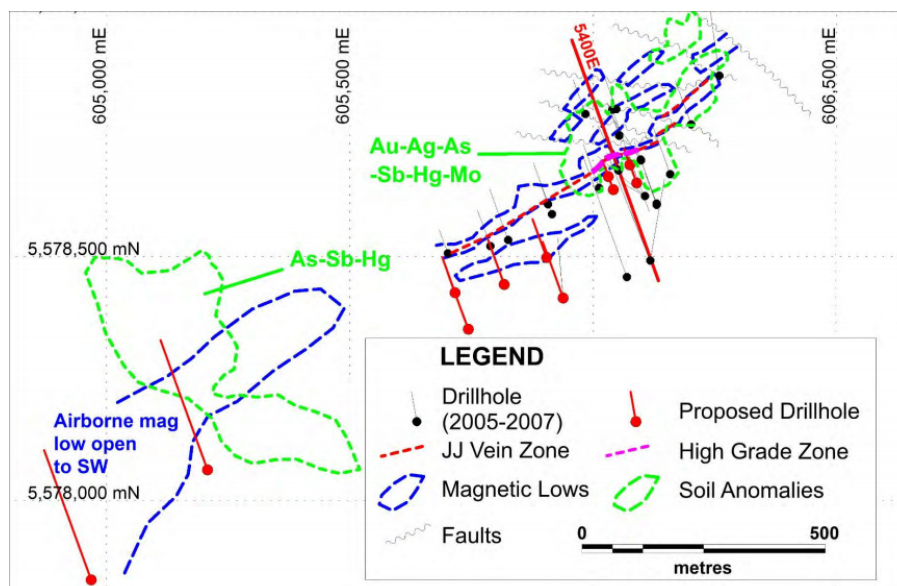 605,000 mE
605,500 mE
5400E
606,500 mE
Au-Ag-As
-Sb-Hg-Mo
5,578,500 mN
As-Sb-Hg
Airborne mag
low open
to SW
5,578,000 mN
LEGEND
Drillhole
(2005-2007)
Proposed Drillhole
JJ Vein Zone
High Grade Zone
Magnetic Lows
Soil Anomalies
Faults
0
500
metres